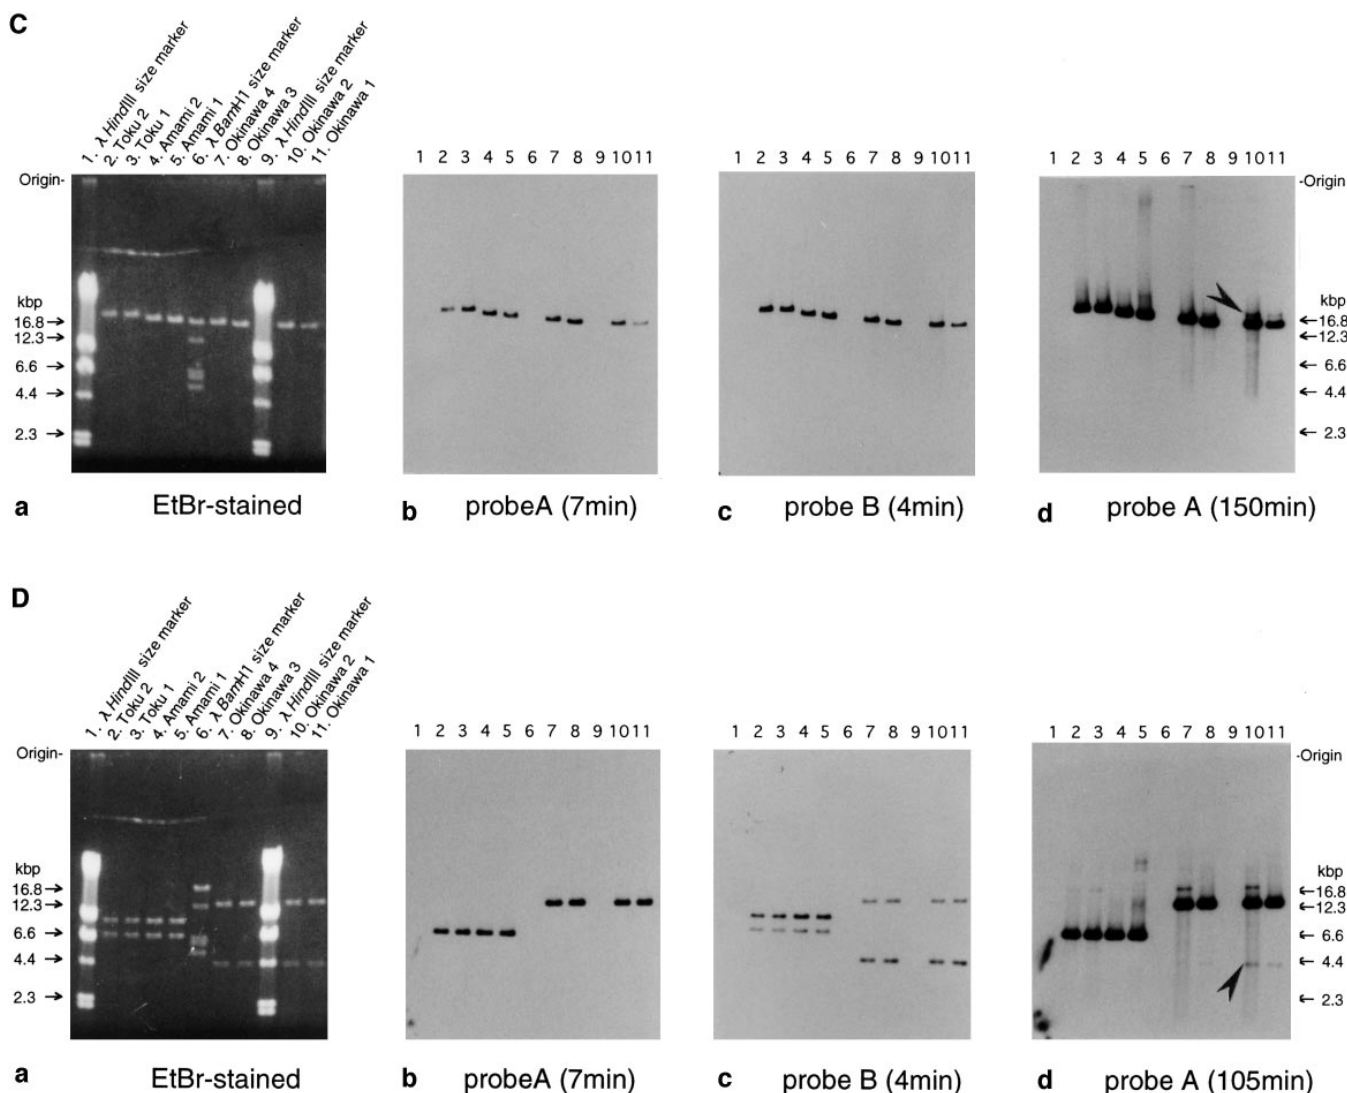 C
1. λ HindIII size marker
2. Toku 2
3. Toku 1
4. Amami 2
5. Amami 1
6. λ BamH1 size marker
7. Okinawa 4
8. Okinawa 3
9. λ HindIII size marker
10. Okinawa 2
11. Okinawa 1
Origin-
kbp
16.8 →
12.3 →
6.6 →
4.4 →
2.3 →
1 2 3 4 5 6 7 8 9 10 11
1 2 3 4 5 6 7 8 9 10 11
1 2 3 4 5 6 7 8 9 10 11
-Origin
kbp
←16.8
←12.3
← 6.6
← 4.4
← 2.3
a EtBr-stained
b probeA (7min)
c probe B (4min)
d probe A (150min)
D
1. λ HindIII size marker
2. Toku 2
3. Toku 1
4. Amami 2
5. Amami 1
6. λ BamH1 size marker
7. Okinawa 4
8. Okinawa 3
9. λ HindIII size marker
10. Okinawa 2
11. Okinawa 1
Origin-
kbp
16.8→
12.3→
6.6 →
4.4 →
2.3 →
1 2 3 4 5 6 7 8 9 10 11
1 2 3 4 5 6 7 8 9 10 11
1 2 3 4 5 6 7 8 9 10 11
-Origin
kbp
←16.8
←12.3
← 6.6
← 4.4
← 2.3
a EtBr-stained
b probeA (7min)
c probe B (4min)
d probe A (105min)